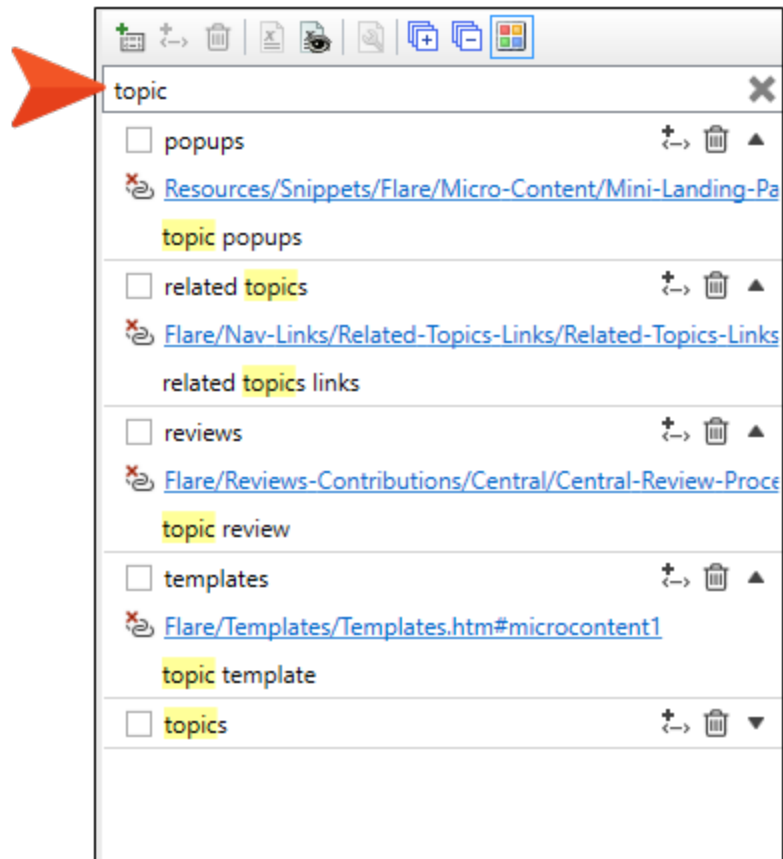 topic
popups
Resources/Snippets/Flare/Micro-Content/Mini-Landing-Pa
topic popups
related topics
Flare/Nav-Links/Related-Topics-Links/Related-Topics-Links
related topics links
reviews
Flare/Reviews-Contributions/Central/Central-Review-Proce
topic review
templates
Flare/Templates/Templates.htm#microcontent1
topic template
topics